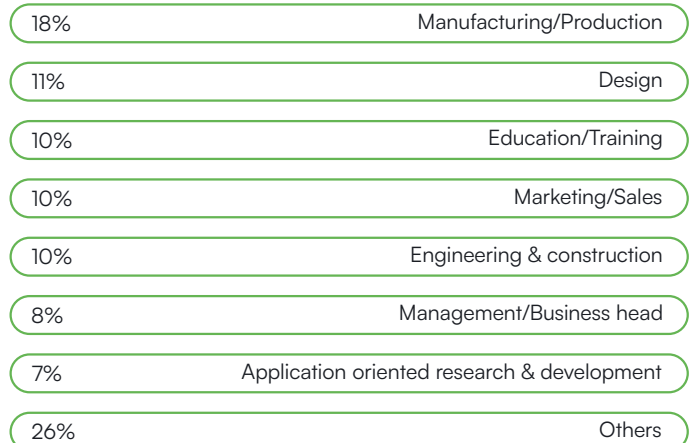 18% Manufacturing/Production
11% Design
10% Education/Training
10% Marketing/Sales
10% Engineering & construction
8% Management/Business head
7% Application oriented research & development
26% Others